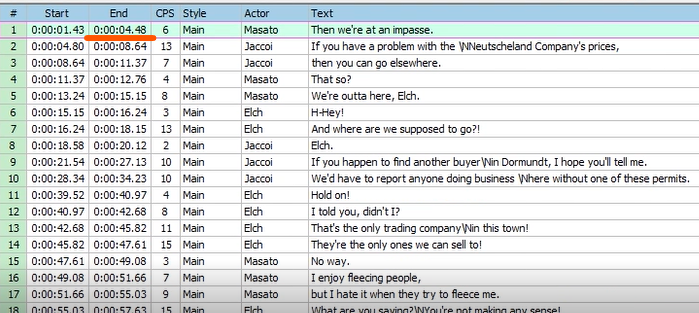 # Start End CPS Style Actor Text
1 0:00:01.43 0:00:04.48 6 Main Masato Then we're at an impasse.
2 0:00:04.80 0:00:08.64 13 Main Jaccoi If you have a problem with the \NNeutscheland Company's prices,
3 0:00:08.64 0:00:11.37 7 Main Jaccoi then you can go elsewhere.
4 0:00:11.37 0:00:12.76 4 Main Masato That so?
5 0:00:13.24 0:00:15.15 8 Main Masato We're outta here, Elch.
6 0:00:15.15 0:00:16.24 3 Main Elch H-Hey!
7 0:00:16.24 0:00:18.15 13 Main Elch And where are we supposed to go?!
8 0:00:18.58 0:00:20.12 2 Main Jaccoi Elch.
9 0:00:21.54 0:00:27.13 10 Main Jaccoi If you happen to find another buyer\Nin Dormundt, I hope you'll tell me.
10 0:00:28.34 0:00:34.23 10 Main Jaccoi We'd have to report anyone doing business \Nhere without one of these permits.
11 0:00:39.52 0:00:40.97 4 Main Elch Hold on!
12 0:00:40.97 0:00:42.68 8 Main Elch I told you, didn't I?
13 0:00:42.68 0:00:45.82 11 Main Elch That's the only trading company\Nin this town!
14 0:00:45.82 0:00:47.61 15 Main Elch They're the only ones we can sell to!
15 0:00:47.61 0:00:49.08 3 Main Masato No way.
16 0:00:49.08 0:00:51.66 7 Main Masato I enjoy fleecing people,
17 0:00:51.66 0:00:55.03 9 Main Masato but I hate it when they try to fleece me.
18 0:00:55.03 0:00:57.63 15 Main Elch What are you saying?\NYou're not making any sense!